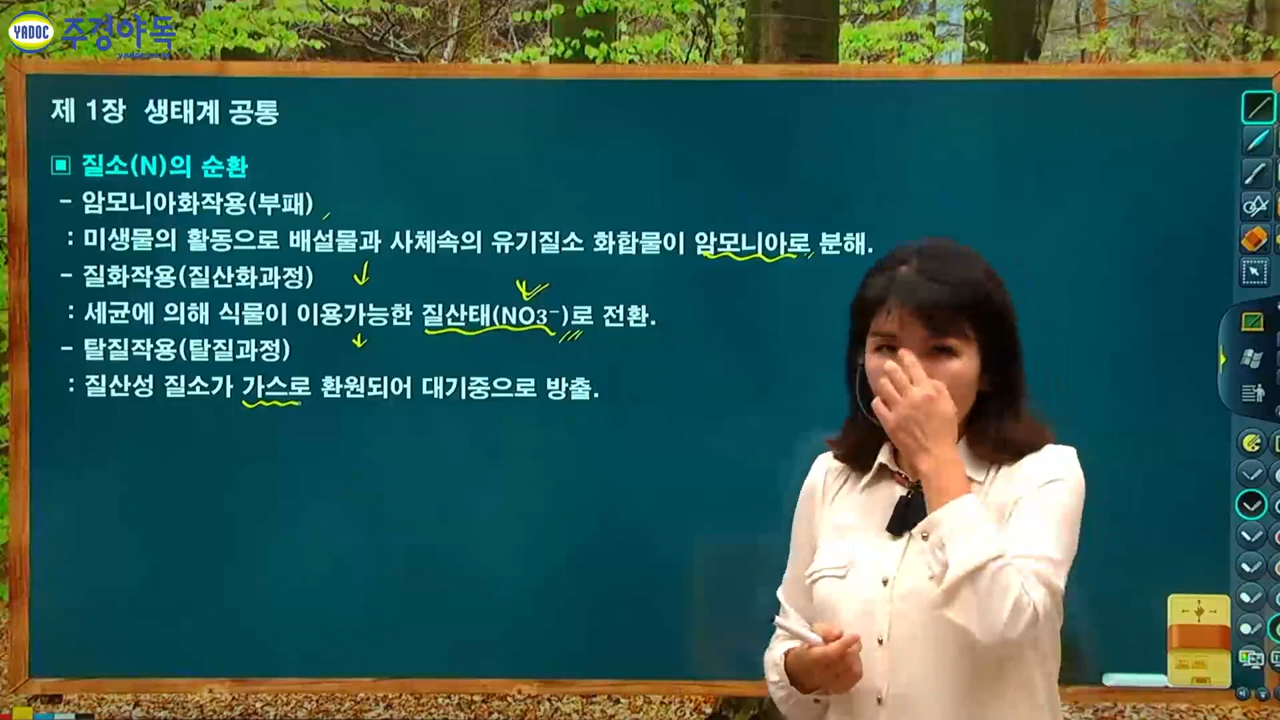 YADOC 주경야독
제 1장 생태계 공통
▣ 질소(N)의 순환
- 암모니아화작용(부패)
: 미생물의 활동으로 배설물과 사체속의 유기질소 화합물이 암모니아로 분해.
- 질화작용(질산화과정)
: 세균에 의해 식물이 이용가능한 질산태(NO3⁻)로 전환.
- 탈질작용(탈질과정)
: 질산성 질소가 가스로 환원되어 대기중으로 방출.